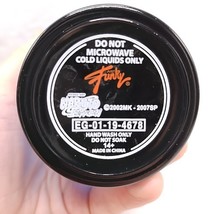 DO NOT
MICROWAVE
COLD LIQUIDS ONLY
Funky
®
©2002MK - 2007SP
EG-01-19-4678
HAND WASH ONLY
DO NOT SOAK
14+
MADE IN CHINA